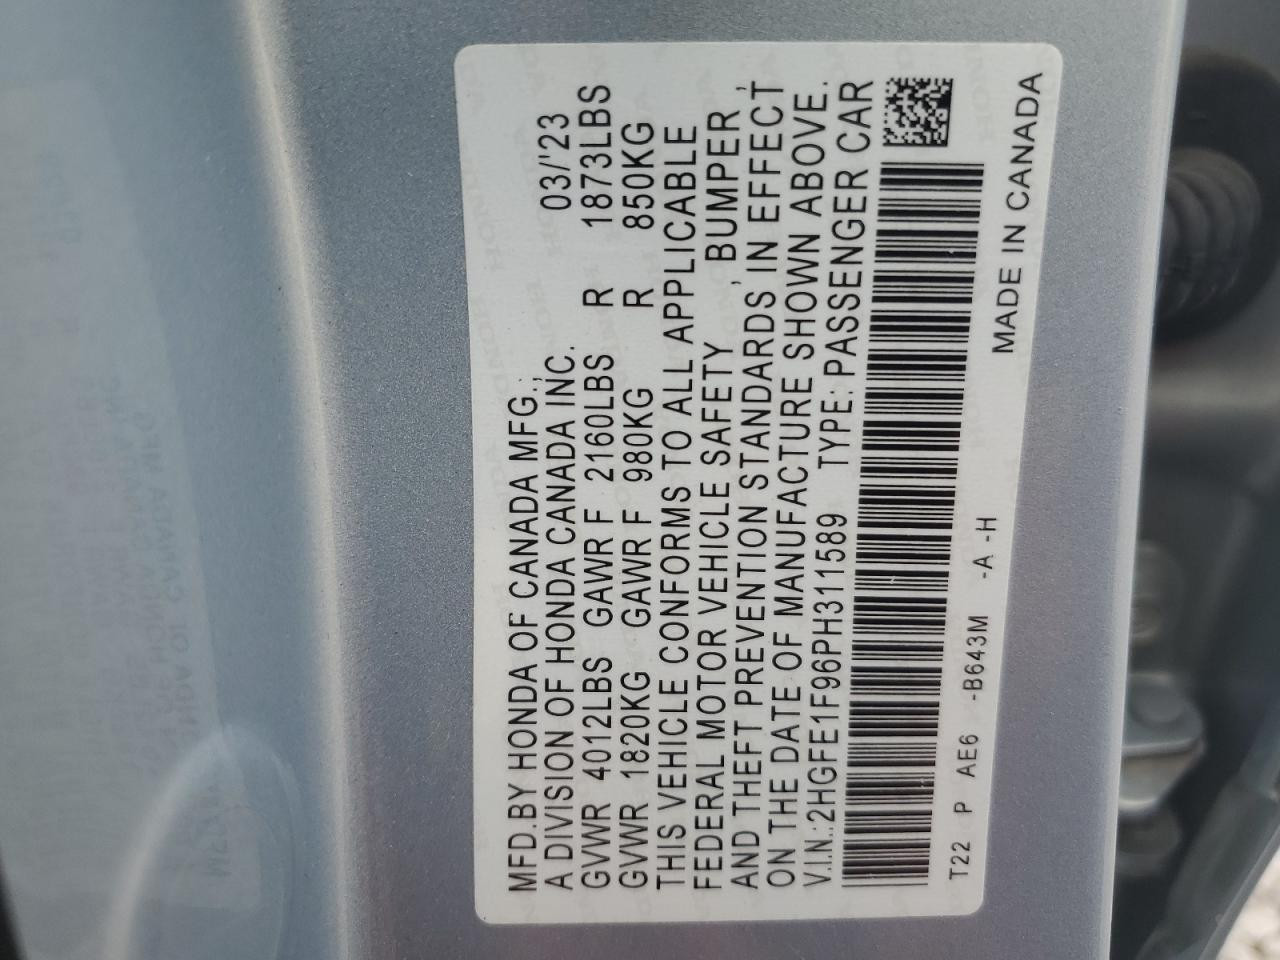 MFD.BY HONDA OF CANADA MFG.,
A DIVISION OF HONDA CANADA INC. 03/'23
GVWR 4012LBS GAWR F 2160LBS R 1873LBS
GVWR 1820KG GAWR F 980KG R 850KG
THIS VEHICLE CONFORMS TO ALL APPLICABLE
FEDERAL MOTOR VEHICLE SAFETY , BUMPER ,
AND THEFT PREVENTION STANDARDS IN EFFECT
ON THE DATE OF MANUFACTURE SHOWN ABOVE.
V.I.N.:2HGFE1F96PH311589 TYPE: PASSENGER CAR
T22 P AE6 -B643M -A -H
MADE IN CANADA